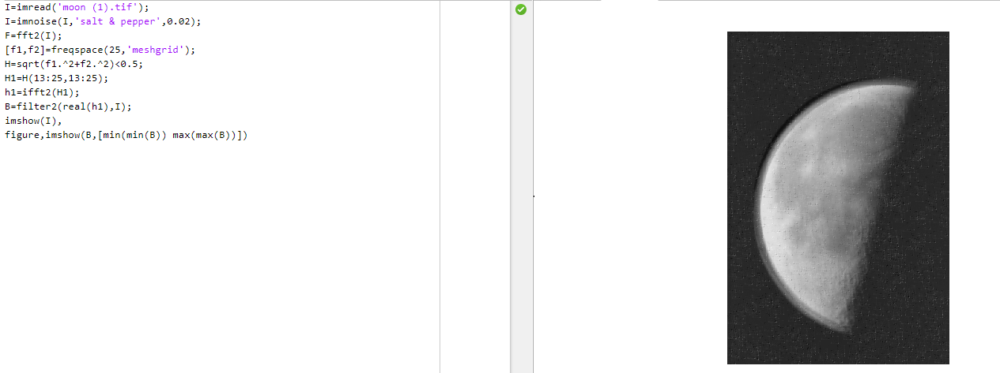 I=imread('moon (1).tif');
I=imnoise(I,'salt & pepper',0.02);
F=fft2(I);
[f1,f2]=freqspace(25,'meshgrid');
H=sqrt(f1.^2+f2.^2)<0.5;
H1=H(13:25,13:25);
h1=ifft2(H1);
B=filter2(real(h1),I);
imshow(I),
figure,imshow(B,[min(min(B)) max(max(B))])